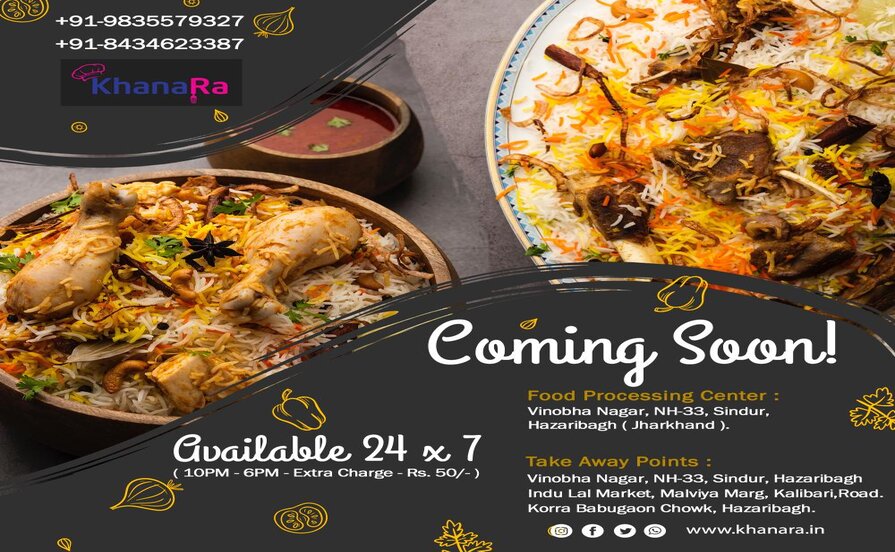 +91-9835579327
+91-8434623387
KhanaRa
Coming Soon!
Food Processing Center :
Vinobha Nagar, NH-33, Sindur,
Hazaribagh ( Jharkhand ).
Available 24 x 7
( 10PM - 6PM - Extra Charge - Rs. 50/- )
Take Away Points :
Vinobha Nagar, NH-33, Sindur, Hazaribagh
Indu Lal Market, Malviya Marg, Kalibari,Road.
Korra Babugaon Chowk, Hazaribagh.
www.khanara.in